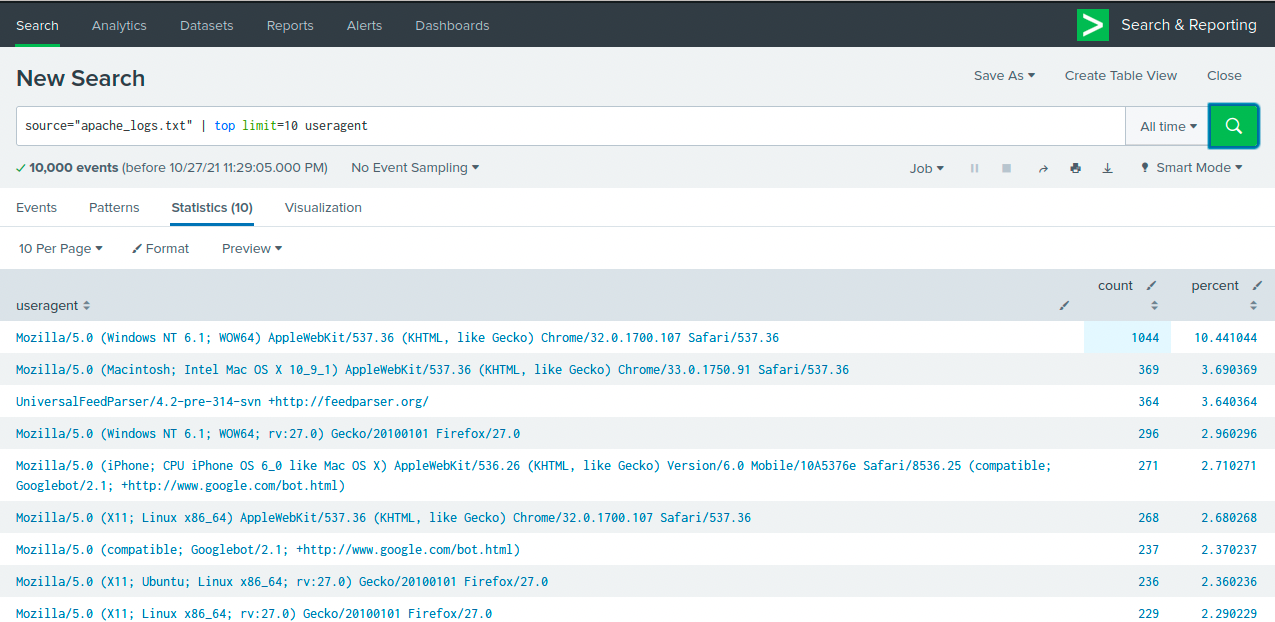 Search Analytics Datasets Reports Alerts Dashboards > Search & Reporting
New Search Save As Create Table View Close
source="apache_logs.txt" | top limit=10 useragent All time
10,000 events (before 10/27/21 11:29:05.000 PM) No Event Sampling Job Smart Mode
Events Patterns Statistics (10) Visualization
10 Per Page Format Preview
useragent count percent
Mozilla/5.0 (Windows NT 6.1; WOW64) AppleWebKit/537.36 (KHTML, like Gecko) Chrome/32.0.1700.107 Safari/537.36 1044 10.441044
Mozilla/5.0 (Macintosh; Intel Mac OS X 10_9_1) AppleWebKit/537.36 (KHTML, like Gecko) Chrome/33.0.1750.91 Safari/537.36 369 3.690369
UniversalFeedParser/4.2-pre-314-svn +http://feedparser.org/ 364 3.640364
Mozilla/5.0 (Windows NT 6.1; WOW64; rv:27.0) Gecko/20100101 Firefox/27.0 296 2.960296
Mozilla/5.0 (iPhone; CPU iPhone OS 6_0 like Mac OS X) AppleWebKit/536.26 (KHTML, like Gecko) Version/6.0 Mobile/10A5376e Safari/8536.25 (compatible; 271 2.710271
Googlebot/2.1; +http://www.google.com/bot.html)
Mozilla/5.0 (X11; Linux x86_64) AppleWebKit/537.36 (KHTML, like Gecko) Chrome/32.0.1700.107 Safari/537.36 268 2.680268
Mozilla/5.0 (compatible; Googlebot/2.1; +http://www.google.com/bot.html) 237 2.370237
Mozilla/5.0 (X11; Ubuntu; Linux x86_64; rv:27.0) Gecko/20100101 Firefox/27.0 236 2.360236
Mozilla/5.0 (X11; Linux x86_64; rv:27.0) Gecko/20100101 Firefox/27.0 229 2.290229